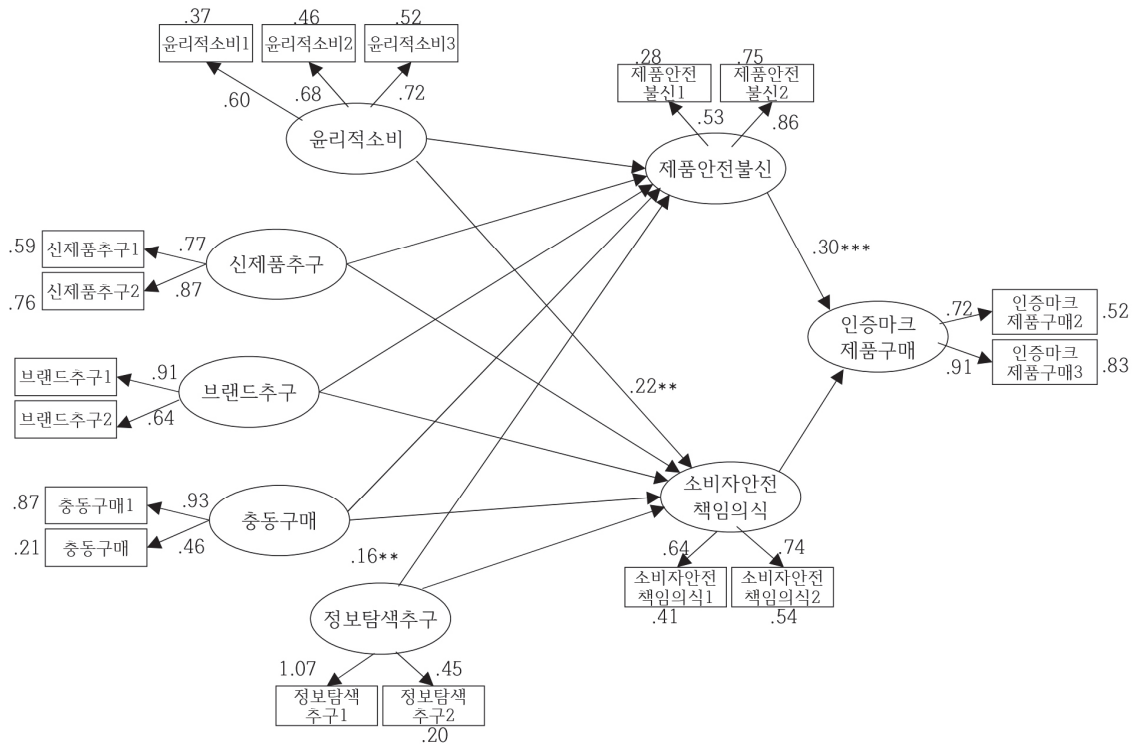 .37 .46 .52
윤리적소비1 윤리적소비2 윤리적소비3
.60 .68 .72
윤리적소비
.28 .75
제품안전
불신1
제품안전
불신2
.53 .86
제품안전불신
.59 신제품추구1 .77
.76 신제품추구2 .87
신제품추구
.30***
인증마크
제품구매
.72 인증마크
제품구매2 .52
.91 인증마크
제품구매3 .83
브랜드추구1 .91
브랜드추구2 .64
브랜드추구
.22**
.87 충동구매1 .93
.21 충동구매 .46
충동구매
소비자안전
책임의식
.64 .74
소비자안전
책임의식1
.41
소비자안전
책임의식2
.54
.16**
정보탐색추구
1.07 .45
정보탐색
추구1
정보탐색
추구2
.20